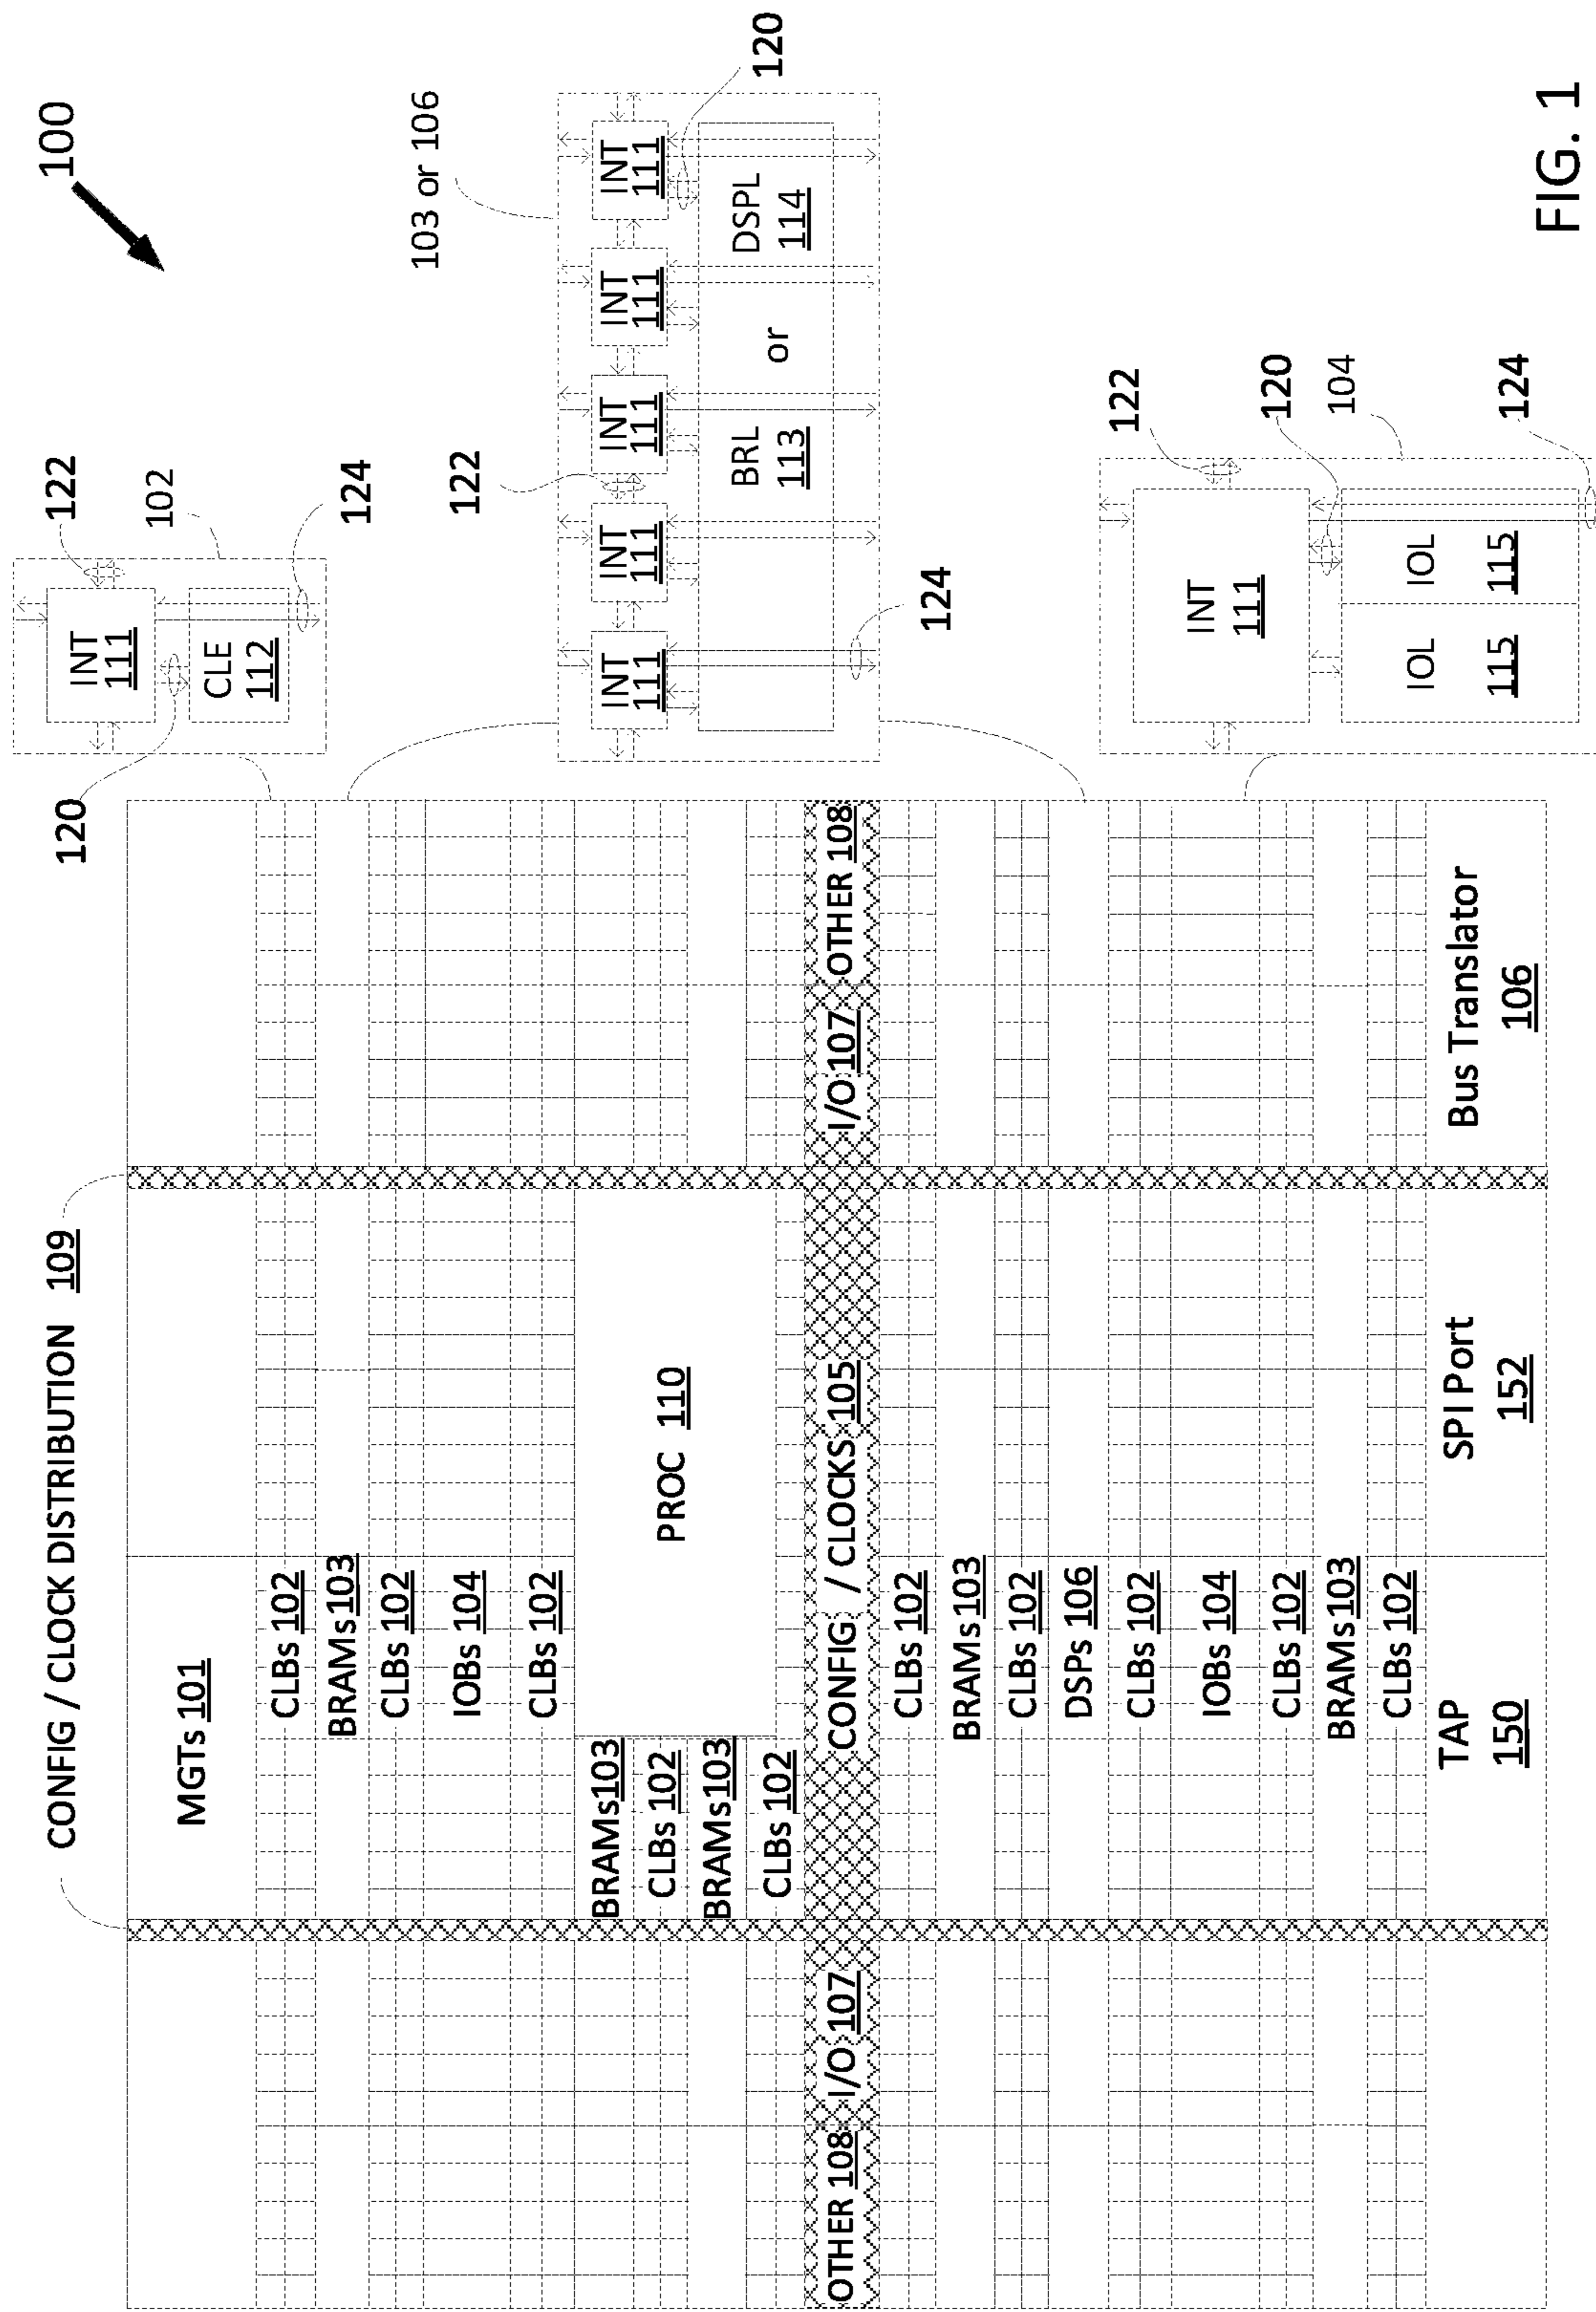 100
CONFIG / CLOCK DISTRIBUTION 109
MGTs 101
CLBs 102
BRAMs 103
CLBs 102
IOBs 104
CLBs 102
BRAMs 103
CLBs 102
BRAMs 103
CLBs 102
PROC 110
OTHER 108
I/O 107
CONFIG / CLOCKS 105
I/O 107
OTHER 108
CLBs 102
BRAMs 103
CLBs 102
DSPs 106
CLBs 102
IOBs 104
CLBs 102
BRAMs 103
CLBs 102
TAP
150
SPI Port
152
Bus Translator
106
120
122
102
INT
111
CLE
112
124
103 or 106
INT
111
INT
111
INT
111
INT
111
INT
111
122
120
BRL
113
or
DSPL
114
124
122
120
104
INT
111
IOL
115
IOL
115
124
FIG. 1